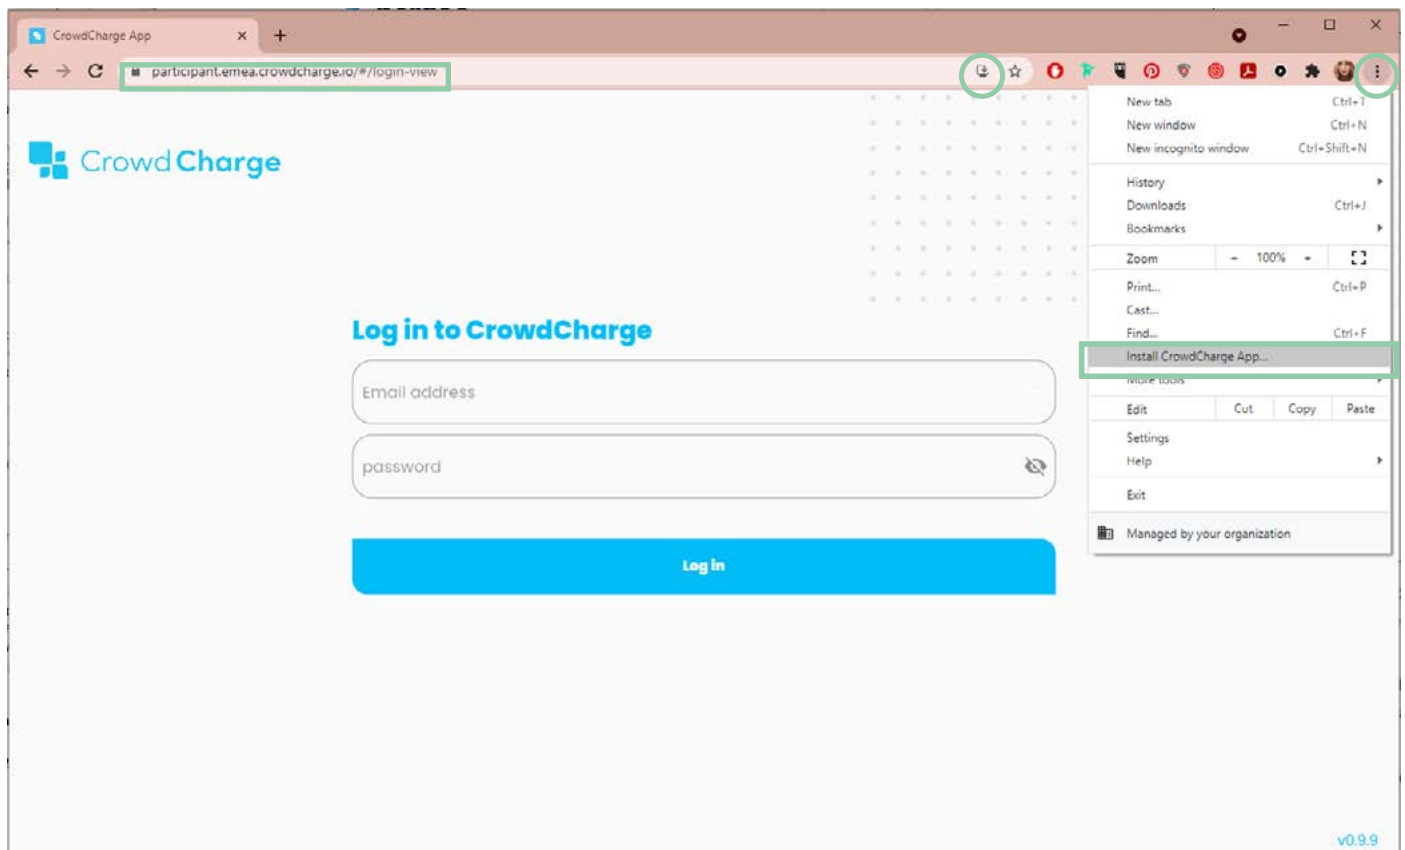 CrowdCharge App
participant.emea.crowdcharge.io/#/login-view
Crowd Charge
Log in to CrowdCharge
Email address
password
Log in
New tab Ctrl+T
New window Ctrl+N
New incognito window Ctrl+Shift+N
History
Downloads Ctrl+J
Bookmarks
Zoom - 100% +
Print... Ctrl+P
Cast...
Find... Ctrl+F
Install CrowdCharge App...
More tools
Edit Cut Copy Paste
Settings
Help
Exit
Managed by your organization
v0.9.9